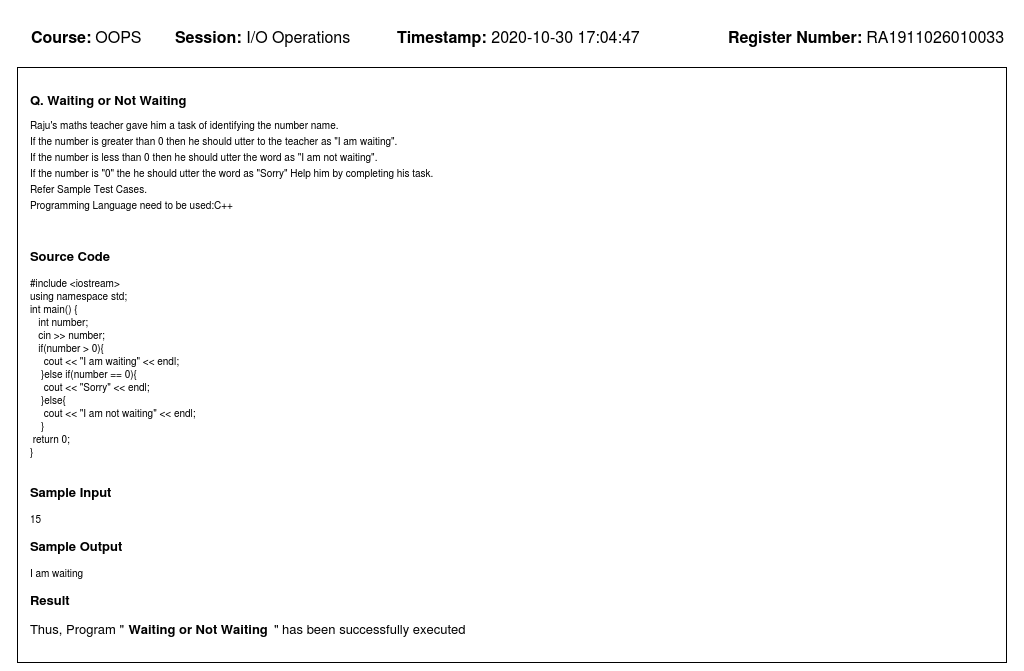 Course: OOPS Session: I/O Operations Timestamp: 2020-10-30 17:04:47 Register Number: RA1911026010033
Q. Waiting or Not Waiting
Raju's maths teacher gave him a task of identifying the number name.
If the number is greater than 0 then he should utter to the teacher as "I am waiting".
If the number is less than 0 then he should utter the word as "I am not waiting".
If the number is "0" the he should utter the word as "Sorry" Help him by completing his task.
Refer Sample Test Cases.
Programming Language need to be used:C++
Source Code
#include <iostream>
using namespace std;
int main() {
   int number;
   cin >> number;
   if(number > 0){
     cout << "I am waiting" << endl;
    }else if(number == 0){
     cout << "Sorry" << endl;
    }else{
     cout << "I am not waiting" << endl;
    }
 return 0;
}
Sample Input
15
Sample Output
I am waiting
Result
Thus, Program " Waiting or Not Waiting " has been successfully executed